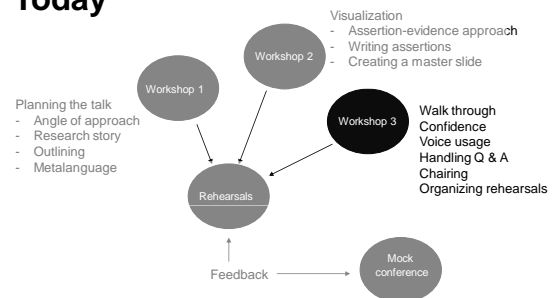 Today
Visualization
- Assertion-evidence approach
- Writing assertions
- Creating a master slide
Workshop 2
Workshop 1
Planning the talk
- Angle of approach
- Research story
- Outlining
- Metalanguage
Workshop 3
Walk through
Confidence
Voice usage
Handling Q & A
Chairing
Organizing rehearsals
Rehearsals
Feedback
Mock
conference